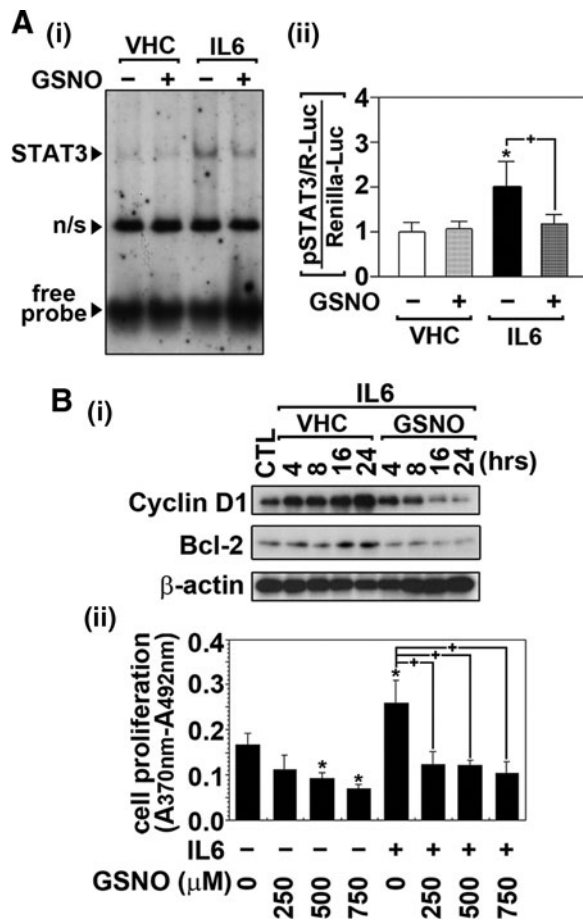 A (i)
VHC IL6
GSNO − + − +
STAT3
n/s
free
probe
(ii)
[pSTAT3/R-Luc]
[Renilla-Luc]
4
3
2
1
0
*
+
GSNO − + − +
VHC IL6
B (i)
IL6
VHC GSNO
CTL 4 8 16 24 4 8 16 24 (hrs)
Cyclin D1
Bcl-2
β-actin
(ii)
cell proliferation
(A370nm-A492nm)
0.4
0.3
0.2
0.1
0.0
* * *
+ + +
IL6 − − − − + + + +
GSNO (μM) 0 250 500 750 0 250 500 750